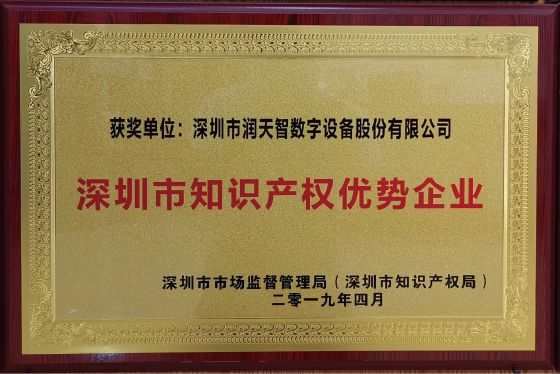 获奖单位：深圳市润天智数字设备股份有限公司
深圳市知识产权优势企业
深圳市市场监督管理局（深圳市知识产权局）
二零一九年四月